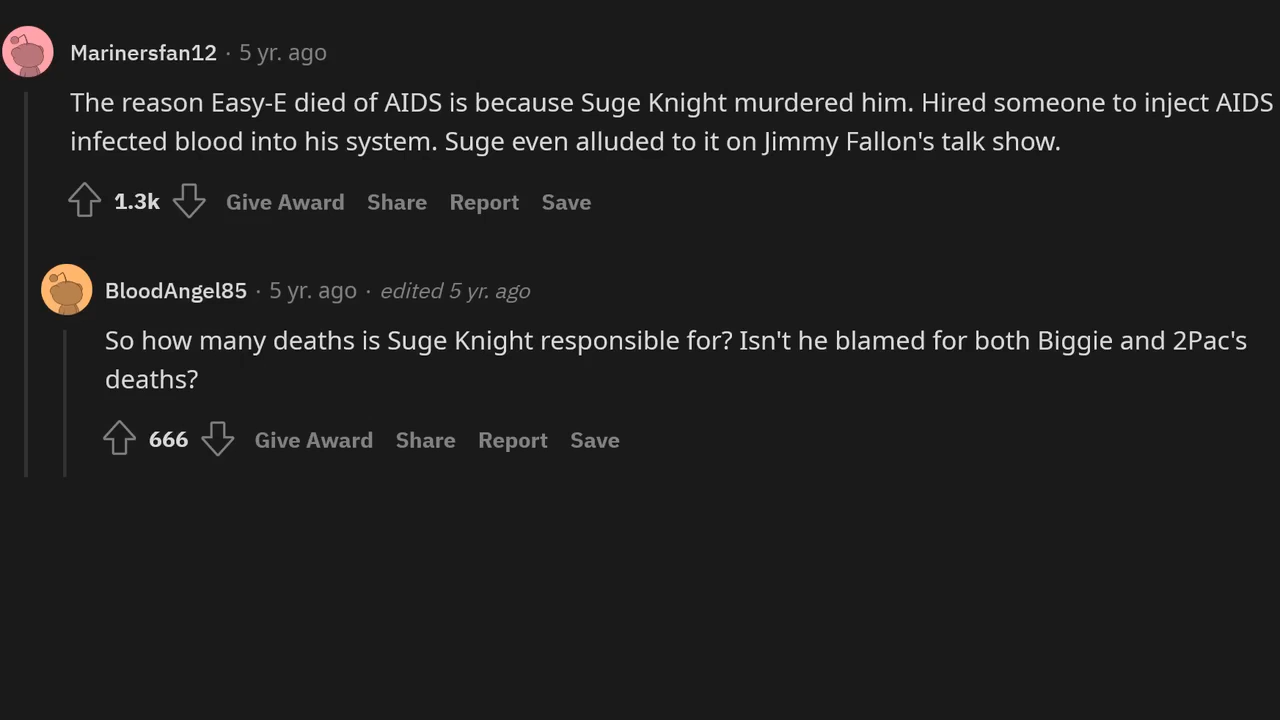 Marinersfan12 · 5 yr. ago
The reason Easy-E died of AIDS is because Suge Knight murdered him. Hired someone to inject AIDS
infected blood into his system. Suge even alluded to it on Jimmy Fallon's talk show.
1.3k Give Award Share Report Save
BloodAngel85 · 5 yr. ago · edited 5 yr. ago
So how many deaths is Suge Knight responsible for? Isn't he blamed for both Biggie and 2Pac's
deaths?
666 Give Award Share Report Save